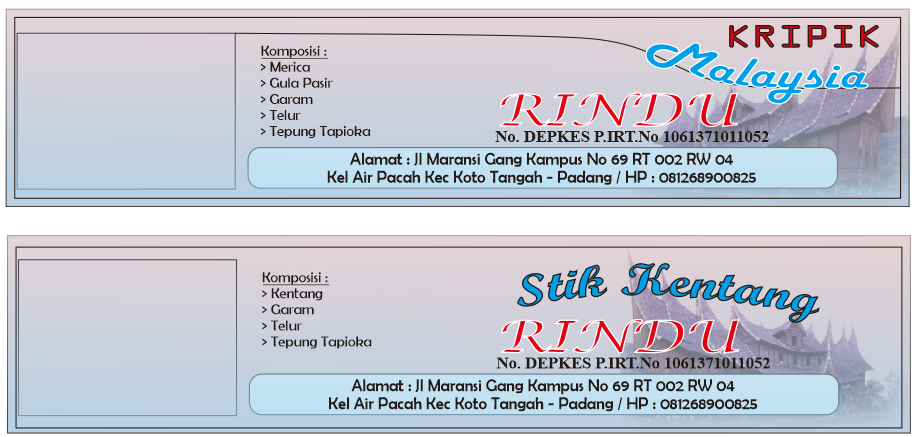 KRIPIK
Malaysia
Komposisi :
> Merica
> Gula Pasir
> Garam
> Telur
> Tepung Tapioka
RINDU
No. DEPKES P.IRT.No 1061371011052
Alamat : Jl Maransi Gang Kampus No 69 RT 002 RW 04
Kel Air Pacah Kec Koto Tangah - Padang / HP : 081268900825
Stik Kentang
Komposisi :
> Kentang
> Garam
> Telur
> Tepung Tapioka
RINDU
No. DEPKES P.IRT.No 1061371011052
Alamat : Jl Maransi Gang Kampus No 69 RT 002 RW 04
Kel Air Pacah Kec Koto Tangah - Padang / HP : 081268900825